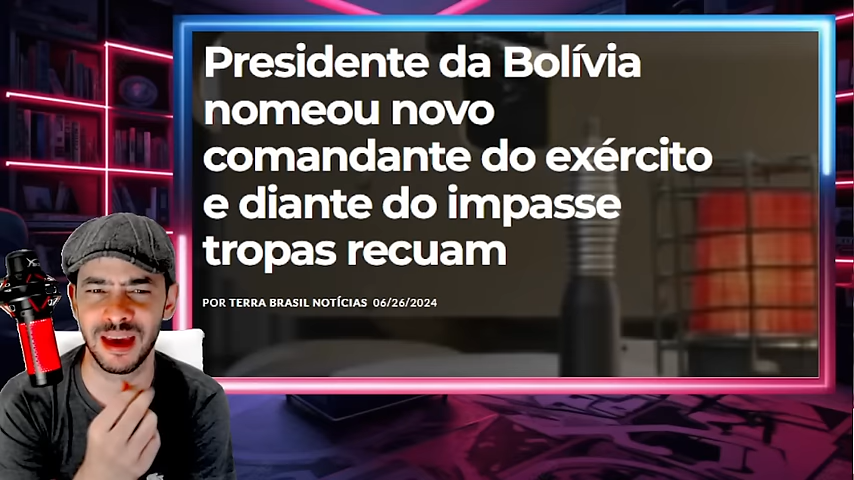 Presidente da Bolívia
nomeou novo
comandante do exército
e diante do impasse
tropas recuam
POR TERRA BRASIL NOTÍCIAS 06/26/2024